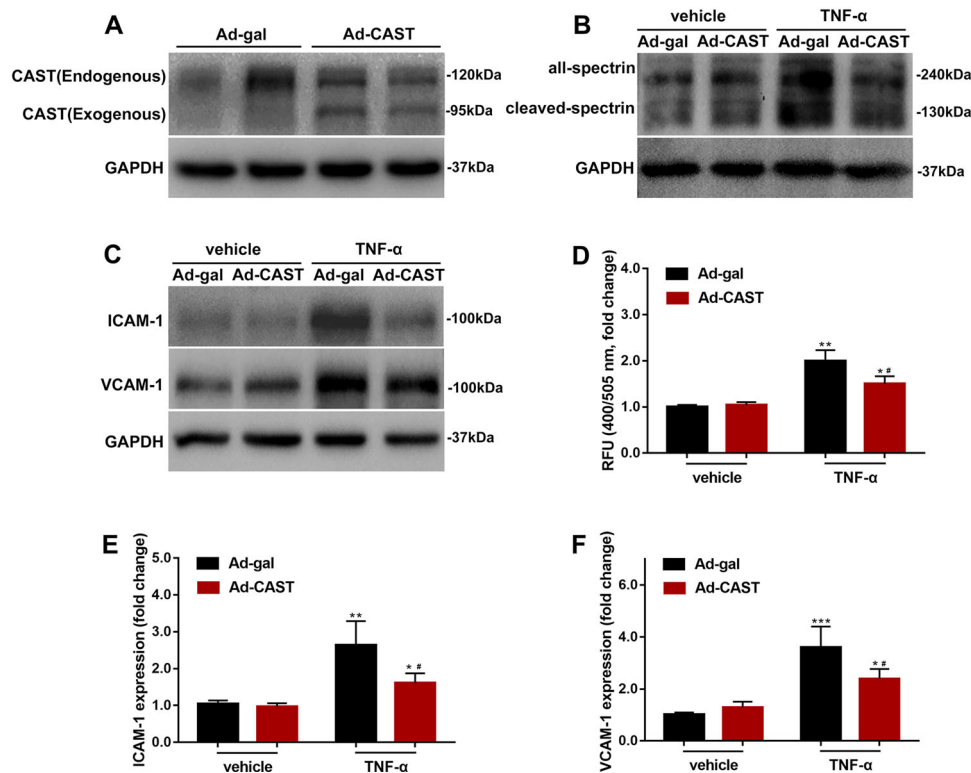 A
Ad-gal Ad-CAST
CAST(Endogenous) -120kDa
CAST(Exogenous) -95kDa
GAPDH -37kDa
B
vehicle TNF-α
Ad-gal Ad-CAST Ad-gal Ad-CAST
all-spectrin -240kDa
cleaved-spectrin -130kDa
GAPDH -37kDa
C
vehicle TNF-α
Ad-gal Ad-CAST Ad-gal Ad-CAST
ICAM-1 -100kDa
VCAM-1 -100kDa
GAPDH -37kDa
D
RFU (400/505 nm, fold change)
4.0
3.0
2.0
1.0
0.0
Ad-gal
Ad-CAST
**
* #
vehicle TNF-α
E
ICAM-1 expression (fold change)
5.0
4.0
3.0
2.0
1.0
0.0
Ad-gal
Ad-CAST
**
* #
vehicle TNF-α
F
VCAM-1 expression (fold change)
6.0
4.0
2.0
0.0
Ad-gal
Ad-CAST
***
* #
vehicle TNF-α